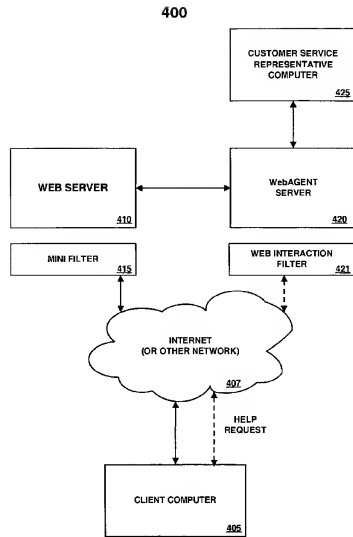 400
CUSTOMER SERVICE
REPRESENTATIVE
COMPUTER
425
WEB SERVER
410
WebAGENT
SERVER
420
MINI FILTER
415
WEB INTERACTION
FILTER
421
INTERNET
(OR OTHER NETWORK)
407
HELP
REQUEST
CLIENT COMPUTER
405